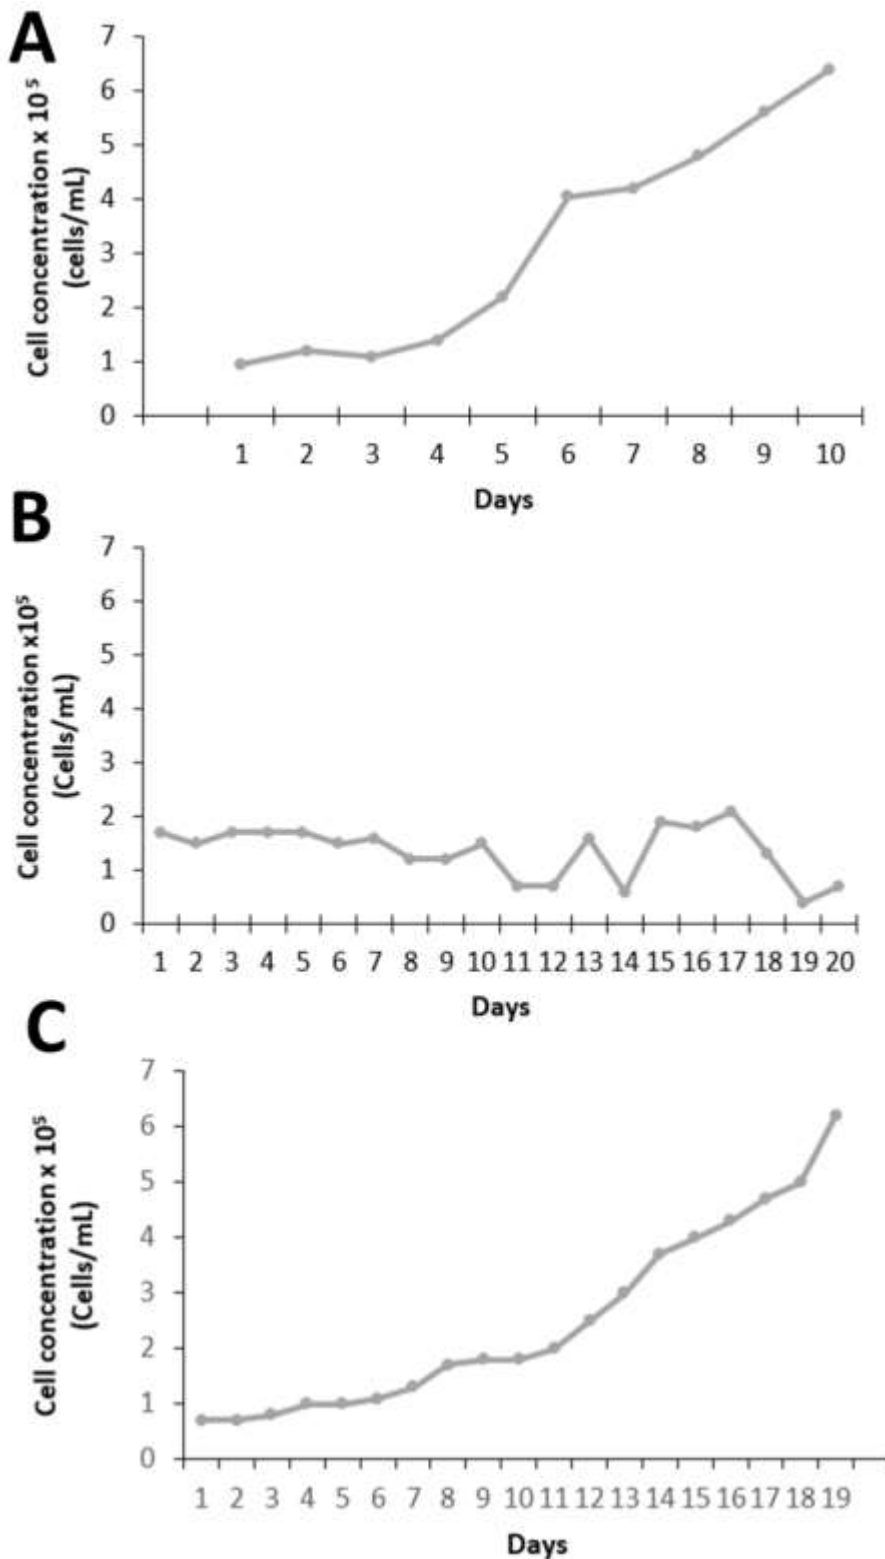 A
Cell concentration x 10⁵
(cells/mL)
7
6
5
4
3
2
1
0
1 2 3 4 5 6 7 8 9 10
Days
B
Cell concentration x10⁵
(Cells/mL)
7
6
5
4
3
2
1
0
1 2 3 4 5 6 7 8 9 10 11 12 13 14 15 16 17 18 19 20
Days
C
Cell concentration x 10⁵
(Cells/mL)
7
6
5
4
3
2
1
0
1 2 3 4 5 6 7 8 9 10 11 12 13 14 15 16 17 18 19
Days